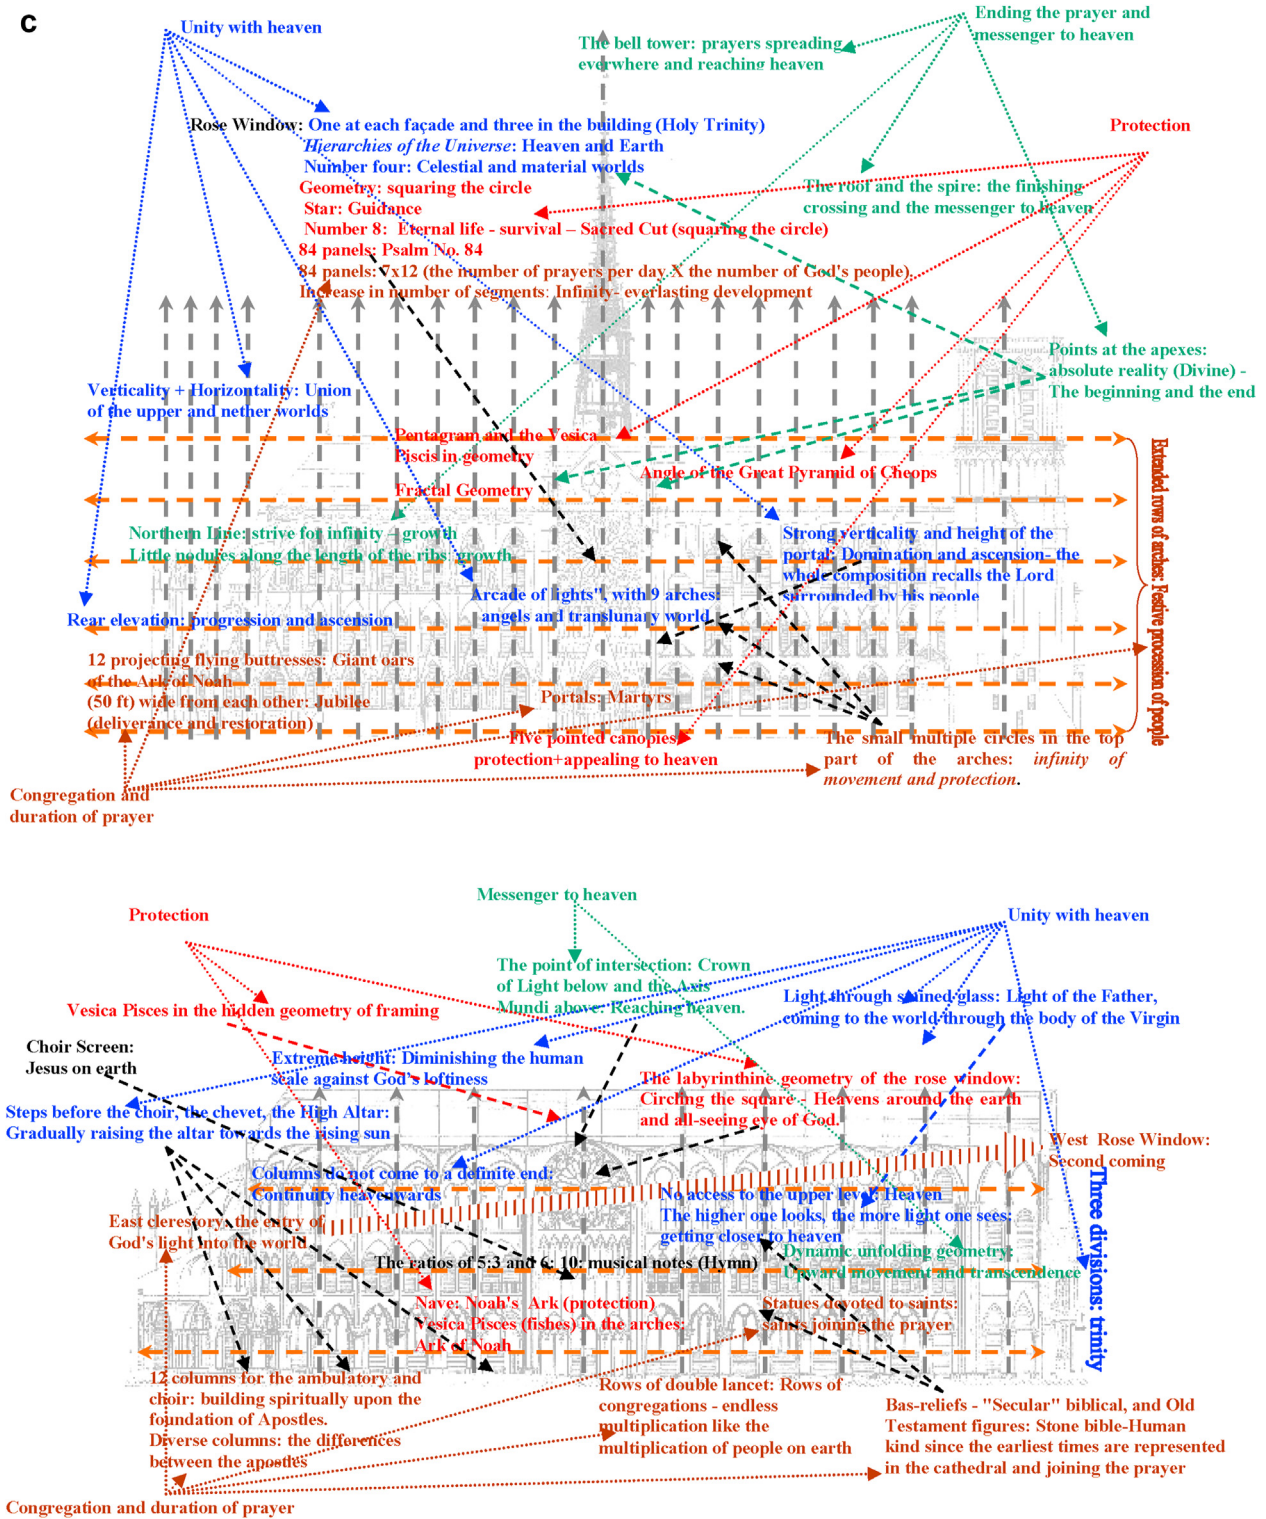 c
Unity with heaven
Ending the prayer and
messenger to heaven
The bell tower: prayers spreading
everwhere and reaching heaven
Protection
Rose Window: One at each façade and three in the building (Holy Trinity)
Hierarchies of the Universe: Heaven and Earth
Number four: Celestial and material worlds
Geometry: squaring the circle
Star: Guidance
Number 8: Eternal life - survival – Sacred Cut (squaring the circle)
84 panels: Psalm No. 84
84 panels: 7x12 (the number of prayers per day X the number of God's people)
Increase in number of segments: Infinity- everlasting development
The roof and the spire: the finishing
crossing and the messenger to heaven
Points at the apexes:
absolute reality (Divine) -
The beginning and the end
Verticality + Horizontality: Union
of the upper and nether worlds
Pentagram and the Vesica
Piscis in geometry
Fractal Geometry
Angle of the Great Pyramid of Cheops
Extended rows of arches: Festive procession of people
Northern Line: strive for infinity – growth
Little nodules along the length of the ribs: growth
Strong verticality and height of the
portal: Domination and ascension- the
whole composition recalls the Lord
surrounded by his people
Arcade of lights", with 9 arches:
angels and translunary world
Rear elevation: progression and ascension
12 projecting flying buttresses: Giant oars
of the Ark of Noah
(50 ft) wide from each other: Jubilee
(deliverance and restoration)
Portals: Martyrs
Five pointed canopies:
protection+appealing to heaven
The small multiple circles in the top
part of the arches: infinity of
movement and protection.
Congregation and
duration of prayer
Messenger to heaven
Protection
Unity with heaven
The point of intersection: Crown
of Light below and the Axis
Mundi above: Reaching heaven.
Light through stained glass: Light of the Father,
coming to the world through the body of the Virgin
Vesica Pisces in the hidden geometry of framing
Choir Screen:
Jesus on earth
Extreme height: Diminishing the human
scale against God's loftiness
The labyrinthine geometry of the rose window:
Circling the square - Heavens around the earth
and all-seeing eye of God.
Steps before the choir, the chevet, the High Altar:
Gradually raising the altar towards the rising sun
West Rose Window:
Second coming
Columns do not come to a definite end:
Continuity heavenwards
No access to the upper level: Heaven
The higher one looks, the more light one sees:
getting closer to heaven
Three divisions: trinity
East clerestory: the entry of
God's light into the world.
Dynamic unfolding geometry:
Upward movement and transcendence
The ratios of 5:3 and 6: 10: musical notes (Hymn)
Nave: Noah's Ark (protection)
Vesica Pisces (fishes) in the arches:
Ark of Noah
Statues devoted to saints:
saints joining the prayer
12 columns for the ambulatory and
choir: building spiritually upon the
foundation of Apostles.
Diverse columns: the differences
between the apostles
Rows of double lancet: Rows of
congregations - endless
multiplication like the
multiplication of people on earth
Bas-reliefs - "Secular" biblical, and Old
Testament figures: Stone bible-Human
kind since the earliest times are represented
in the cathedral and joining the prayer
Congregation and duration of prayer